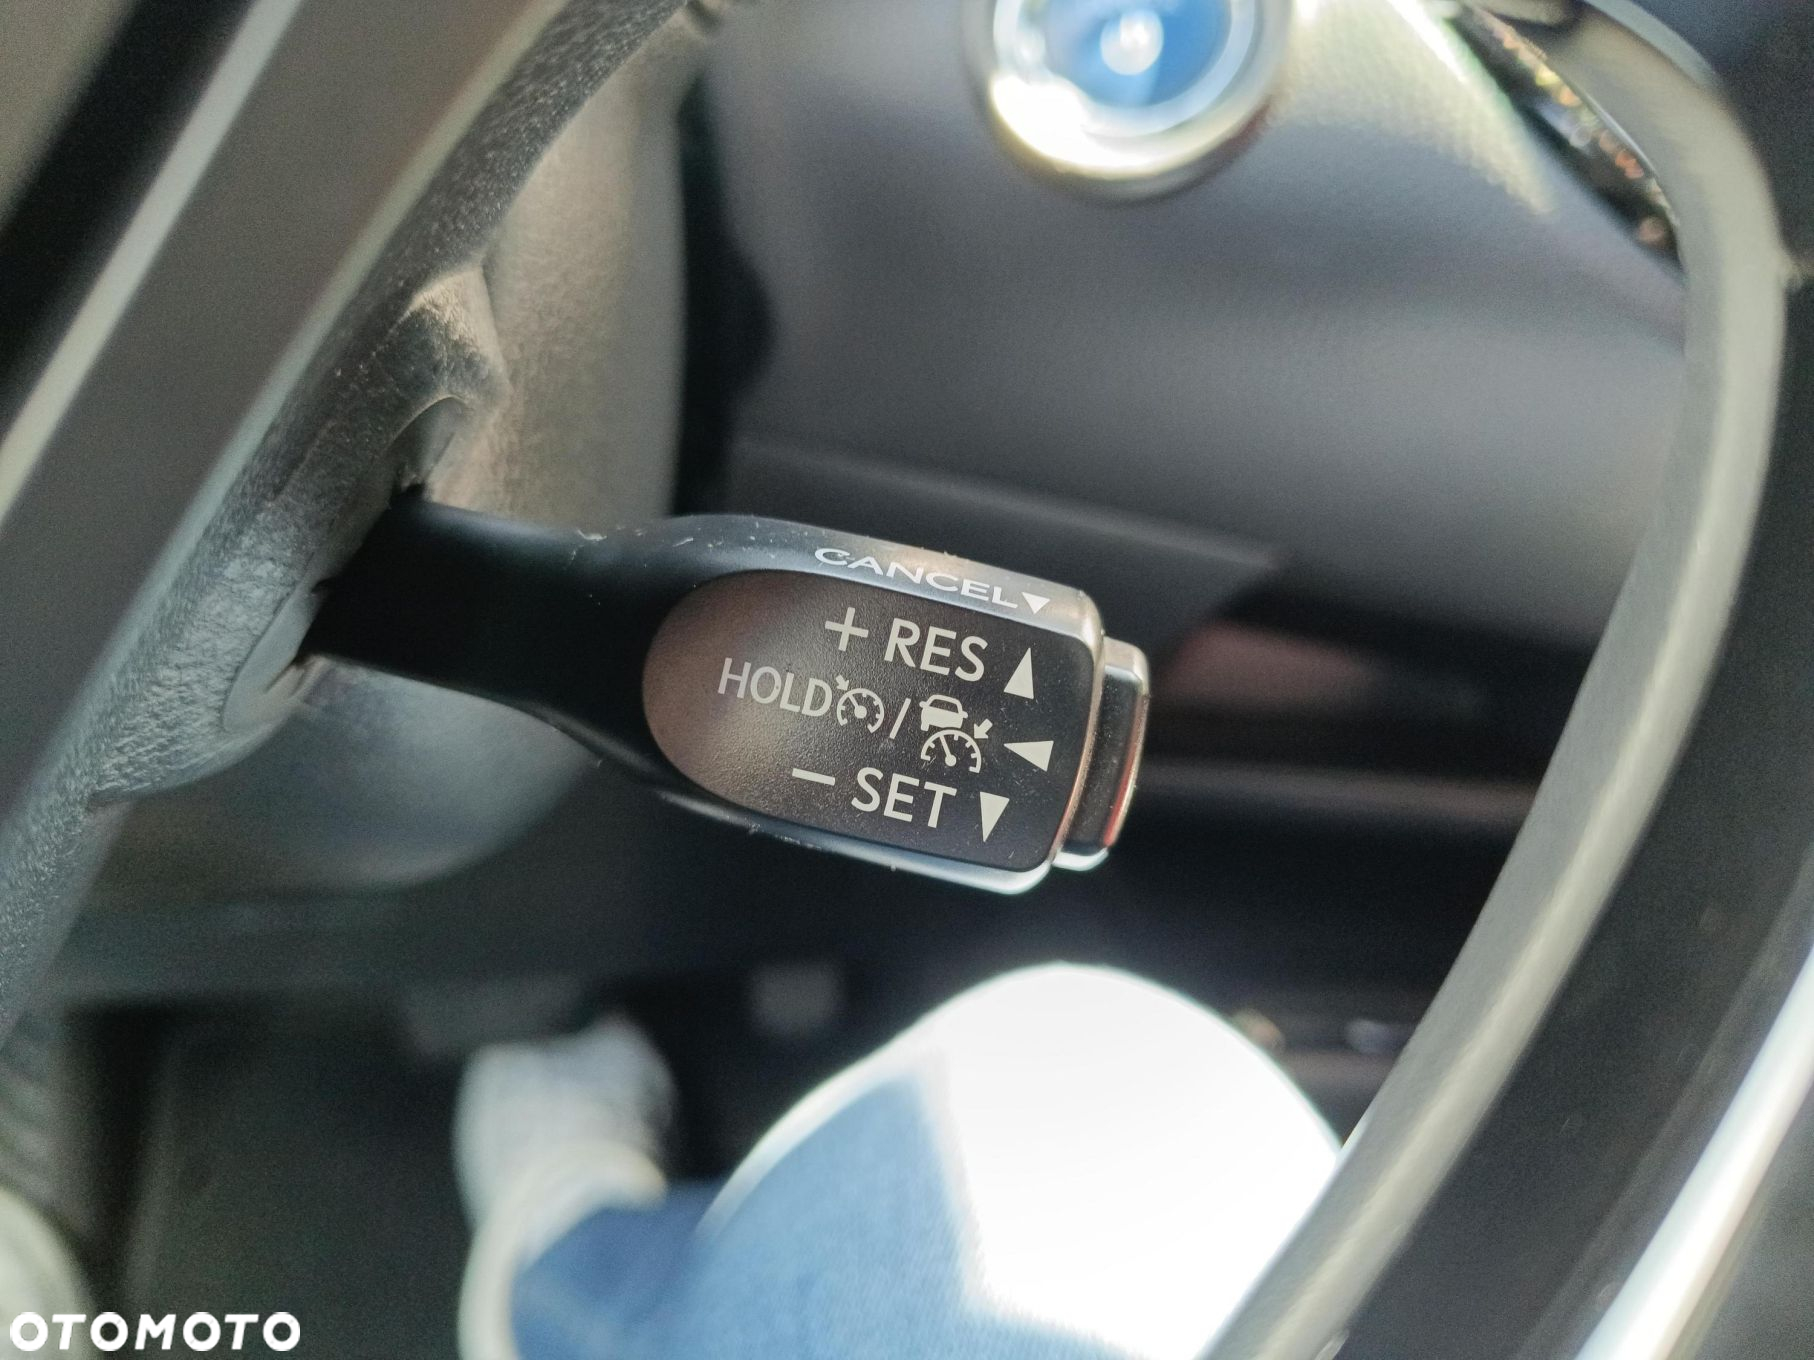 CANCEL▼
+ RES ▲
HOLD / ◀
− SET ▼
OTOMOTO